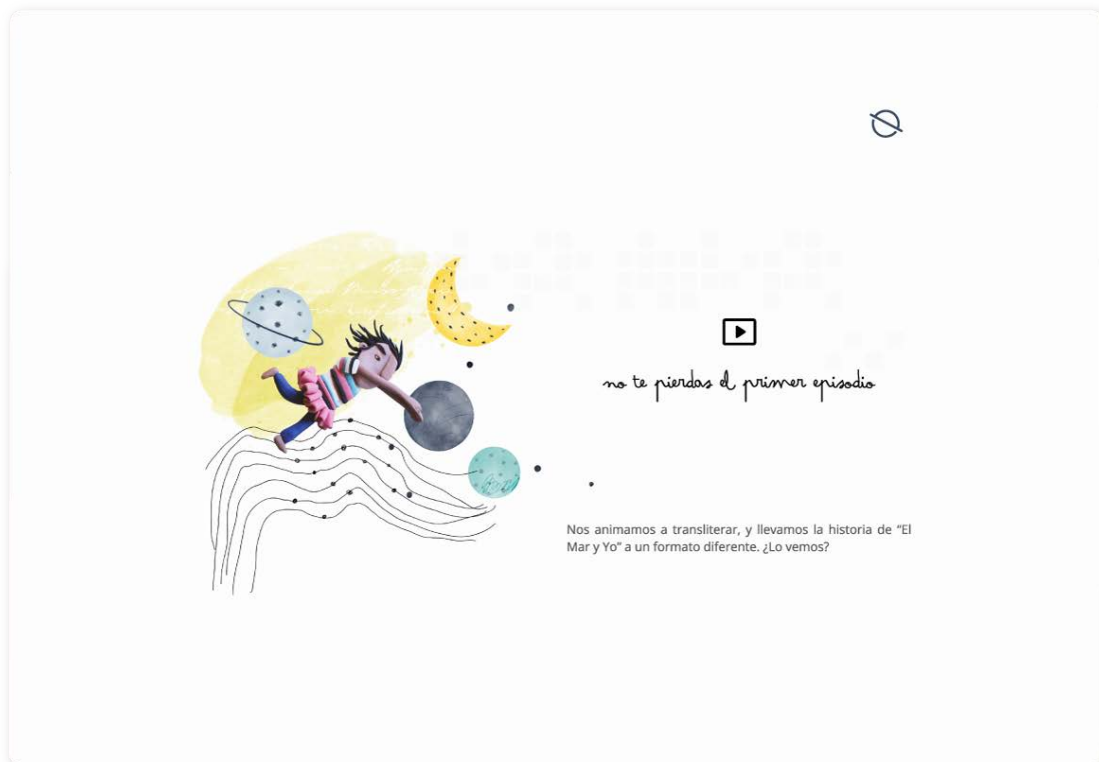 no te pierdas el primer episodio
Nos animamos a transliterar, y llevamos la historia de “El
Mar y Yo” a un formato diferente. ¿Lo vemos?